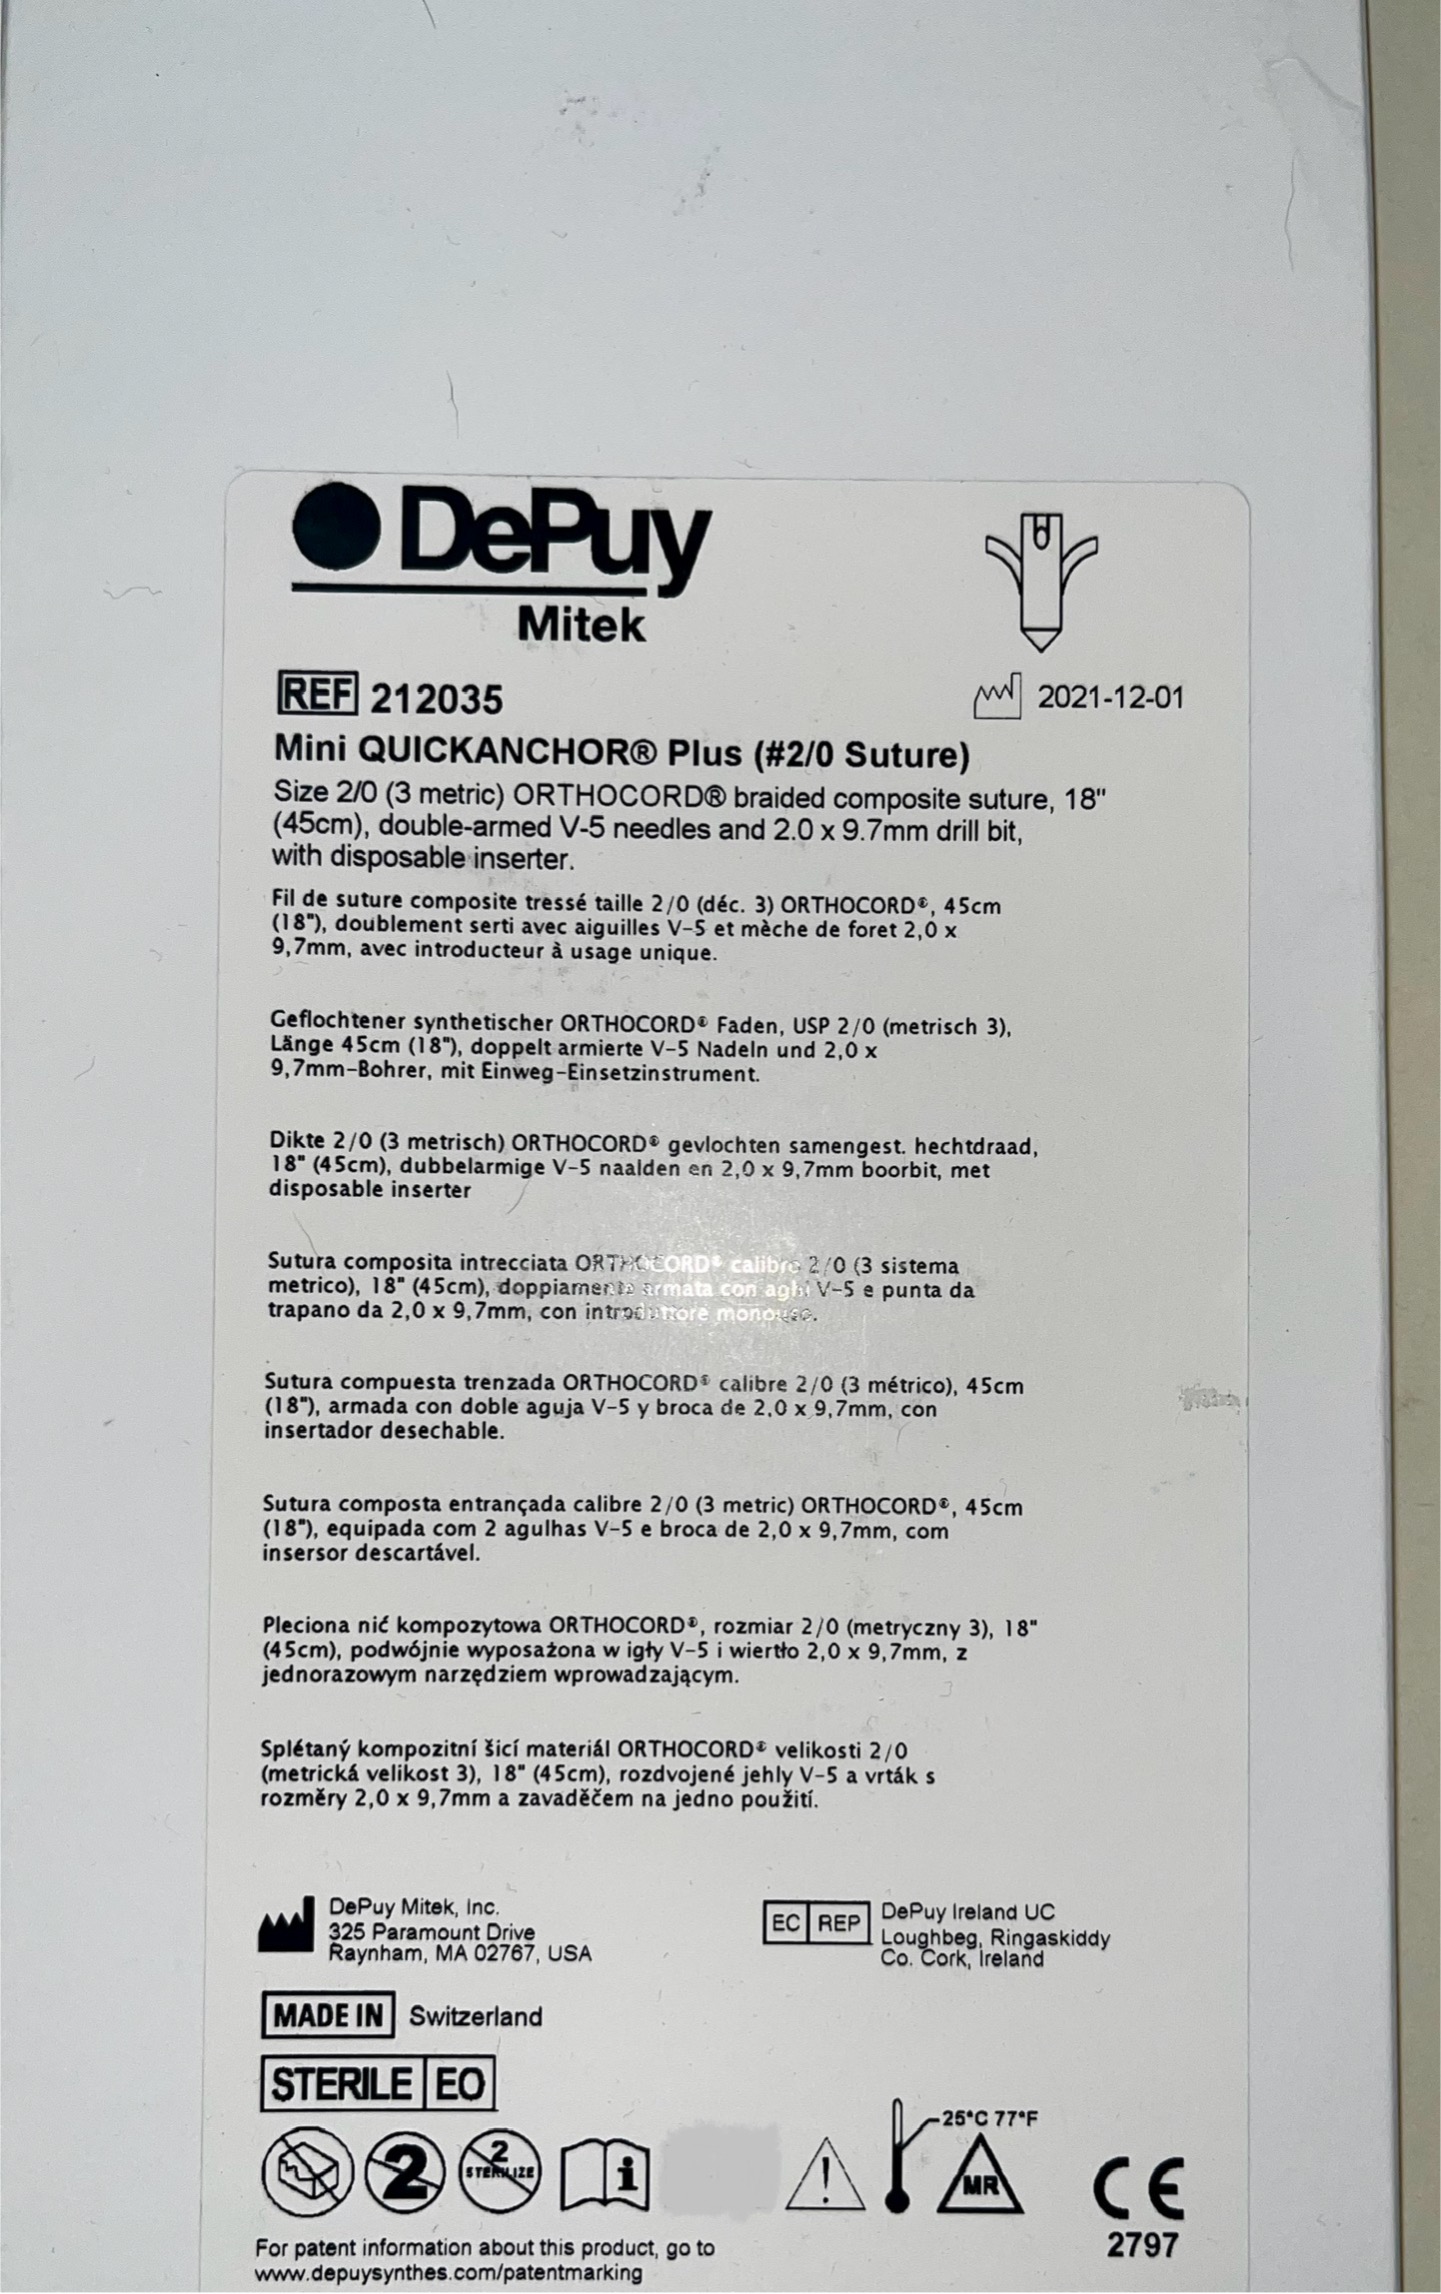 DePuy
Mitek
REF 212035
2021-12-01
Mini QUICKANCHOR® Plus (#2/0 Suture)
Size 2/0 (3 metric) ORTHOCORD® braided composite suture, 18"
(45cm), double-armed V-5 needles and 2.0 x 9.7mm drill bit,
with disposable inserter.
Fil de suture composite tressé taille 2/0 (déc. 3) ORTHOCORD®, 45cm
(18"), doublement serti avec aiguilles V-5 et mèche de foret 2,0 x
9,7mm, avec introducteur à usage unique.
Geflochtener synthetischer ORTHOCORD® Faden, USP 2/0 (metrisch 3),
Länge 45cm (18"), doppelt armierte V-5 Nadeln und 2,0 x
9,7mm-Bohrer, mit Einweg-Einsetzinstrument.
Dikte 2/0 (3 metrisch) ORTHOCORD® gevlochten samengest. hechtdraad,
18" (45cm), dubbelarmige V-5 naalden en 2,0 x 9,7mm boorbit, met
disposable inserter
Sutura composita intrecciata ORTHOCORD® calibro 2/0 (3 sistema
metrico), 18" (45cm), doppiamente armata con aghi V-5 e punta da
trapano da 2,0 x 9,7mm, con introduttore monouso.
Sutura compuesta trenzada ORTHOCORD® calibre 2/0 (3 métrico), 45cm
(18"), armada con doble aguja V-5 y broca de 2,0 x 9,7mm, con
insertador desechable.
Sutura composta entrançada calibre 2/0 (3 metric) ORTHOCORD®, 45cm
(18"), equipada com 2 agulhas V-5 e broca de 2,0 x 9,7mm, com
insersor descartável.
Pleciona nić kompozytowa ORTHOCORD®, rozmiar 2/0 (metryczny 3), 18"
(45cm), podwójnie wyposażona w igły V-5 i wiertło 2,0 x 9,7mm, z
jednorazowym narzędziem wprowadzającym.
Splétaný kompozitní šicí materiál ORTHOCORD® velikosti 2/0
(metrická velikost 3), 18" (45cm), rozdvojené jehly V-5 a vrták s
rozměry 2,0 x 9,7mm a zavaděčem na jedno použití.
DePuy Mitek, Inc.
325 Paramount Drive
Raynham, MA 02767, USA
EC REP
DePuy Ireland UC
Loughbeg, Ringaskiddy
Co. Cork, Ireland
MADE IN Switzerland
STERILE EO
2
2
STERILIZE
i
!
25°C 77°F
MR
CE
2797
For patent information about this product, go to
www.depuysynthes.com/patentmarking